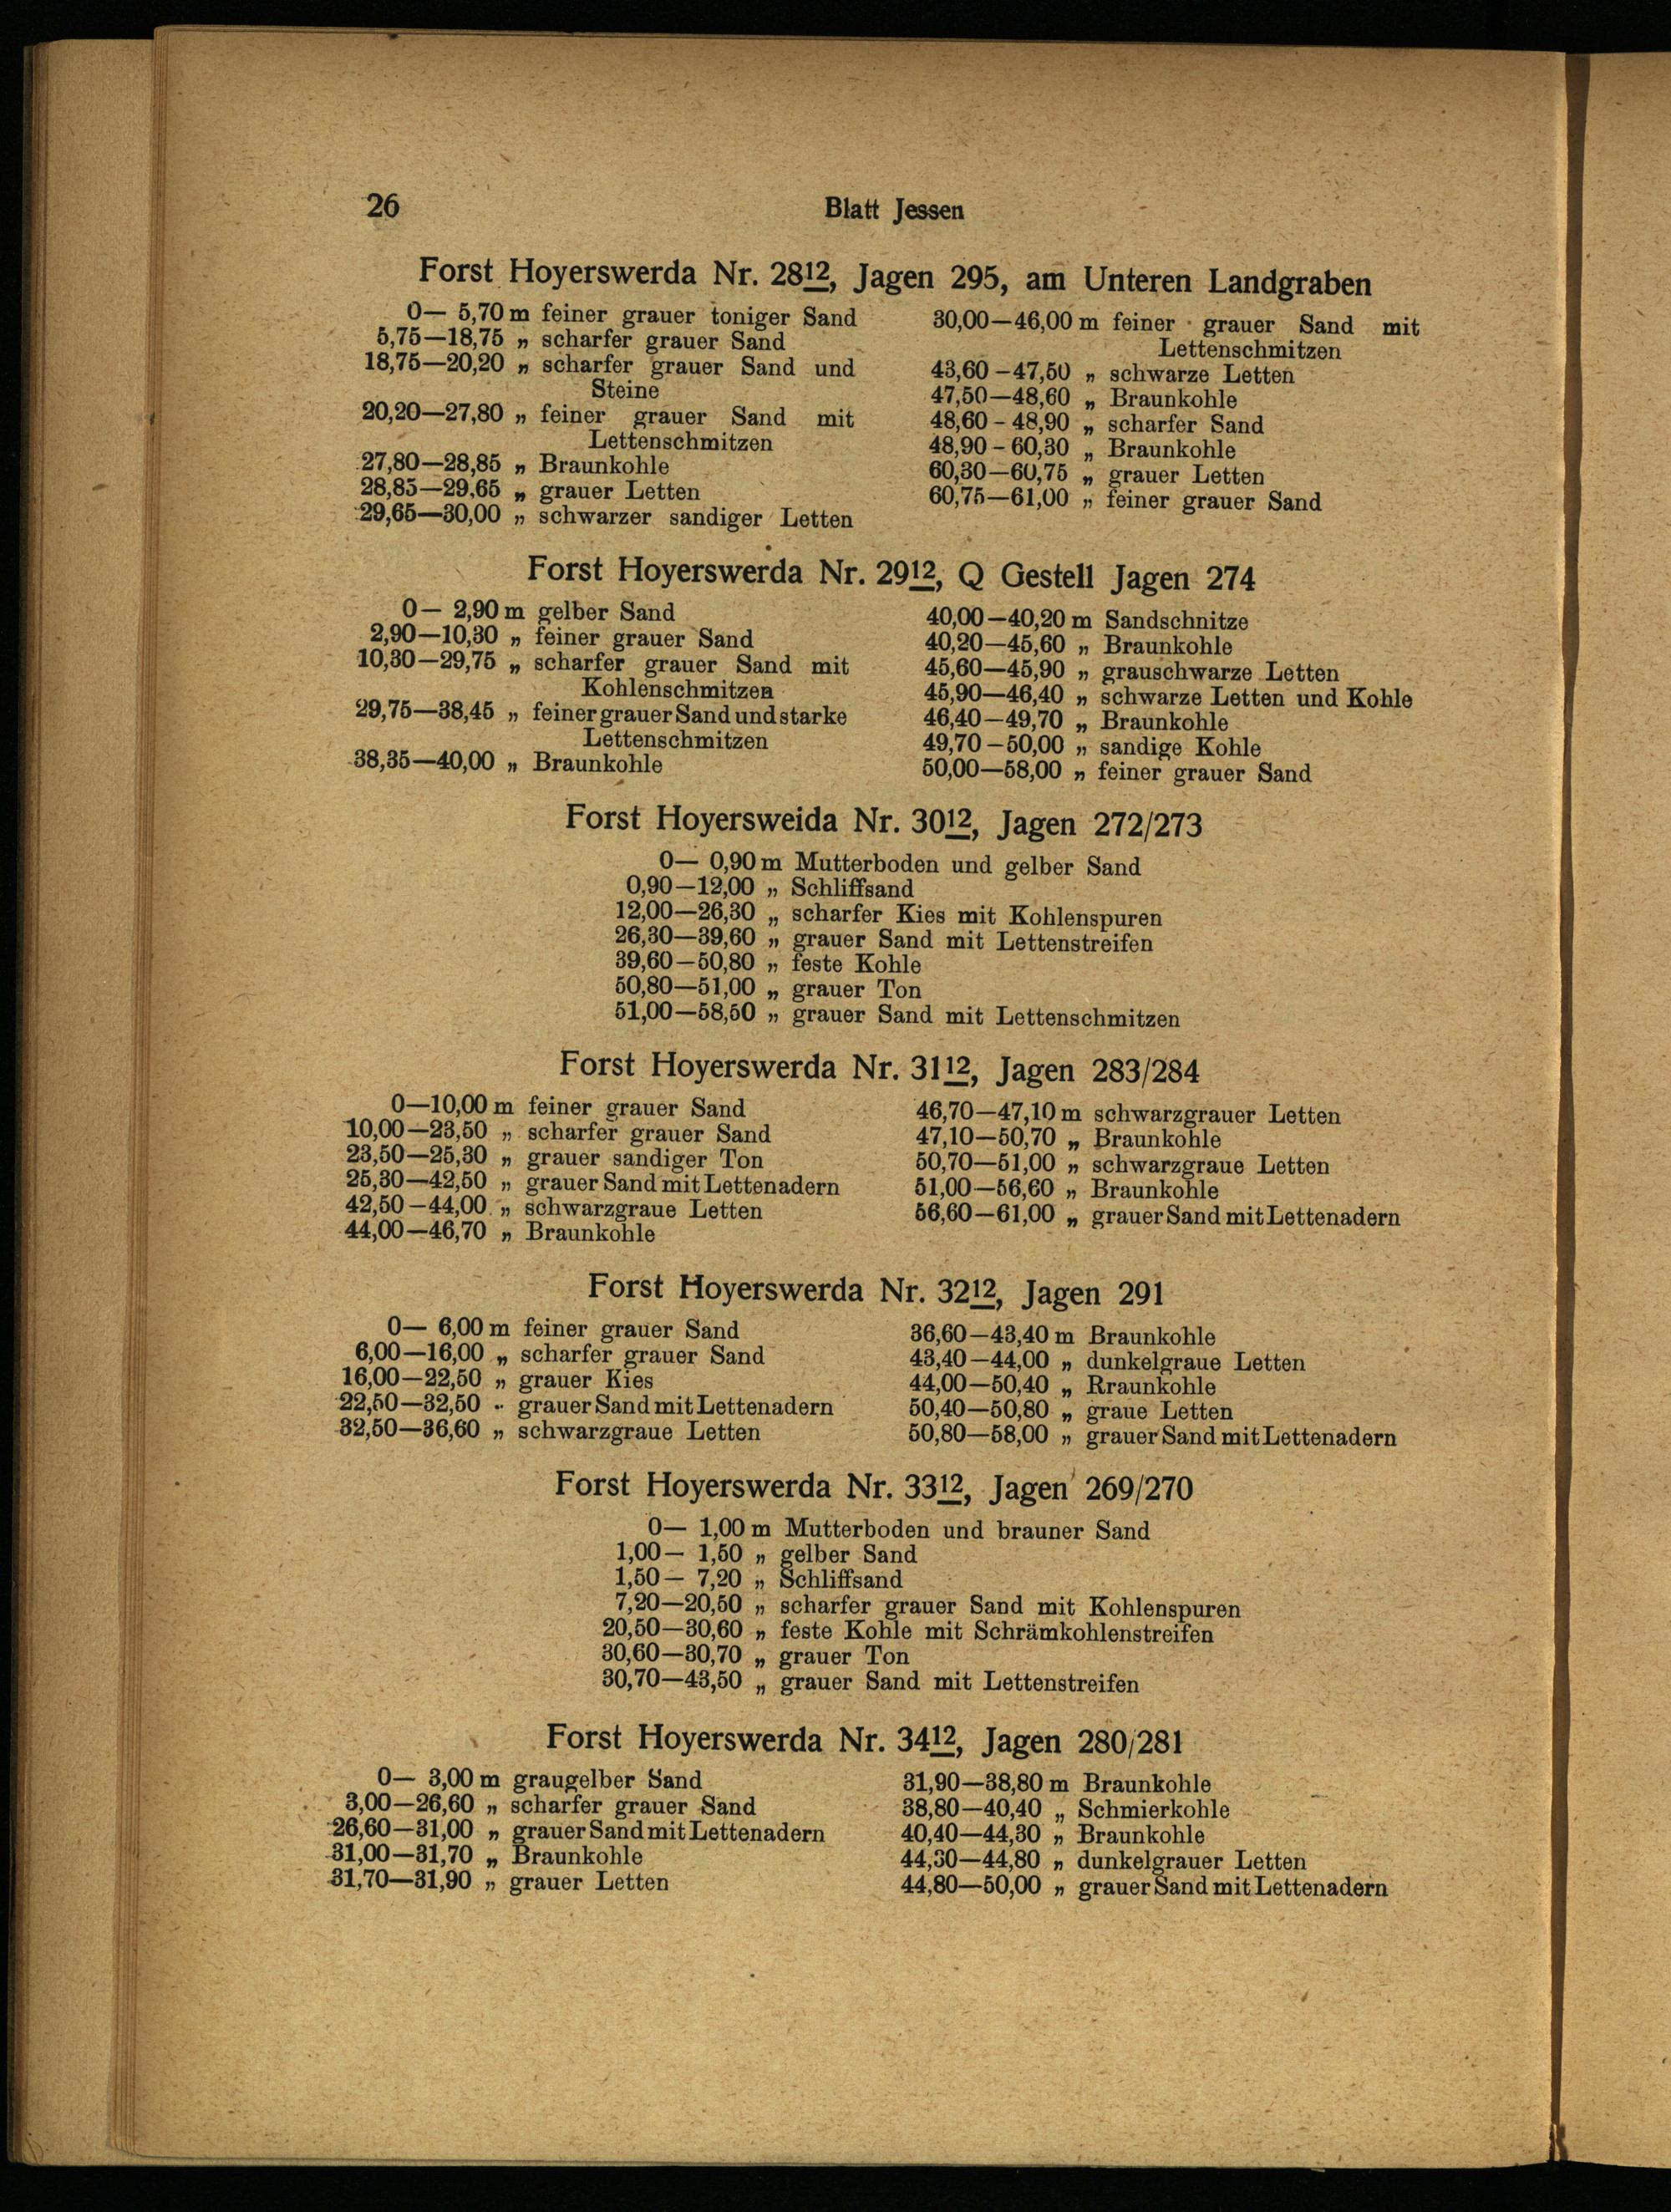 26
Blatt Jessen
Forst Hoyerswerda Nr. 2812, Jagen 295, am Unteren Landgraben
0— 5,70 m feiner grauer toniger Sand
5,75—18,75 „ scharfer grauer Sand
18,75—20,20 „ scharfer grauer Sand und
Steine
20,20—27,80 „ feiner grauer Sand mit
Lettenschmitzen
27,80—28,85 „ Braunkohle
28,85—29,65 „ grauer Letten
29,65—30,00 „ schwarzer sandiger Letten
30,00—46,00 m feiner grauer Sand mit
Lettenschmitzen
43,60—47,50 „ schwarze Letten
47,50—48,60 „ Braunkohle
48,60-48,90 „ scharfer Sand
48,90-60,30 „ Braunkohle
60,30—60,75 „ grauer Letten
60,75—61,00 „ feiner grauer Sand
Forst Hoyerswerda Nr. 2912, Q Gestell Jagen 274
0— 2,90 m gelber Sand
2,90—10,30 „ feiner grauer Sand
10,30—29,75 „ scharfer grauer Sand mit
Kohlenschmitzen
29,75—38,45 „ feiner grauer Sand und starke
Lettenschmitzen
38,35—40,00 „ Braunkohle
40,00—40,20 m Sandschnitze
40,20—45,60 „ Braunkohle
45,60—45,90 „ grauschwarze Letten
45,90—46,40 „ schwarze Letten und Kohle
46,40—49,70 „ Braunkohle
49,70—50,00 „ sandige Kohle
50,00—58,00 „ feiner grauer Sand
Forst Hoyersweida Nr. 3012, Jagen 272/273
0— 0,90 m Mutterboden und gelber Sand
0,90—12,00 „ Schliffsand
12,00—26,30 „ scharfer Kies mit Kohlenspuren
26,30—39,60 „ grauer Sand mit Lettenstreifen
39,60—50,80 „ feste Kohle
50,80—51,00 „ grauer Ton
51,00—58,50 „ grauer Sand mit Lettenschmitzen
Forst Hoyerswerda Nr. 3112, Jagen 283/284
0—10,00 m feiner grauer Sand
10,00—23,50 „ scharfer grauer Sand
23,50—25,30 „ grauer sandiger Ton
25,30—42,50 „ grauer Sand mit Lettenadern
42,50—44,00 „ schwarzgraue Letten
44,00—46,70 „ Braunkohle
46,70—47,10 m schwarzgrauer Letten
47,10—50,70 „ Braunkohle
50,70—51,00 „ schwarzgraue Letten
51,00—56,60 „ Braunkohle
56,60—61,00 „ grauer Sand mit Lettenadern
Forst Hoyerswerda Nr. 3212, Jagen 291
0— 6,00 m feiner grauer Sand
6,00—16,00 „ scharfer grauer Sand
16,00—22,50 „ grauer Kies
22,50—32,50 „ grauer Sand mit Lettenadern
32,50—36,60 „ schwarzgraue Letten
36,60—43,40 m Braunkohle
43,40—44,00 „ dunkelgraue Letten
44,00—50,40 „ Rraunkohle
50,40—50,80 „ graue Letten
50,80—58,00 „ grauer Sand mit Lettenadern
Forst Hoyerswerda Nr. 3312, Jagen 269/270
0— 1,00 m Mutterboden und brauner Sand
1,00— 1,50 „ gelber Sand
1,50— 7,20 „ Schliffsand
7,20—20,50 „ scharfer grauer Sand mit Kohlenspuren
20,50—30,60 „ feste Kohle mit Schrämkohlenstreifen
30,60—30,70 „ grauer Ton
30,70—43,50 „ grauer Sand mit Lettenstreifen
Forst Hoyerswerda Nr. 3412, Jagen 280/281
0— 3,00 m graugelber Sand
3,00—26,60 „ scharfer grauer Sand
26,60—31,00 „ grauer Sand mit Lettenadern
31,00—31,70 „ Braunkohle
31,70—31,90 „ grauer Letten
31,90—38,80 m Braunkohle
38,80—40,40 „ Schmierkohle
40,40—44,30 „ Braunkohle
44,30—44,80 „ dunkelgrauer Letten
44,80—50,00 „ grauer Sand mit Lettenadern